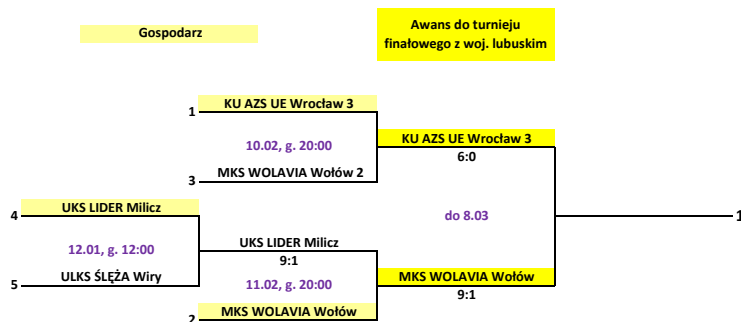 Gospodarz
Awans do turnieju
finałowego z woj. lubuskim
KU AZS UE Wrocław 3
1
10.02, g. 20:00
KU AZS UE Wrocław 3
6:0
MKS WOLAVIA Wołów 2
3
UKS LIDER Milicz
4
do 8.03
1
12.01, g. 12:00
UKS LIDER Milicz
9:1
ULKS ŚLĘŻA Wiry
5
11.02, g. 20:00
MKS WOLAVIA Wołów
9:1
MKS WOLAVIA Wołów
2